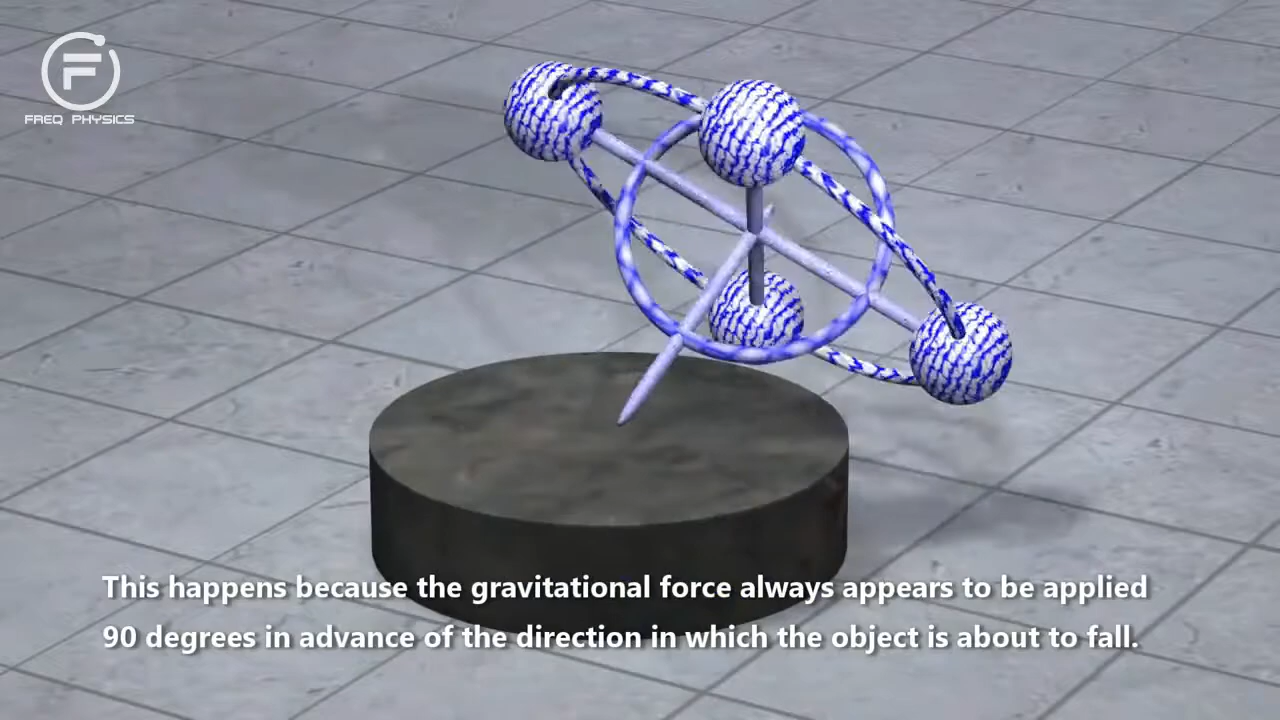 FREQ PHYSICS
This happens because the gravitational force always appears to be applied
90 degrees in advance of the direction in which the object is about to fall.